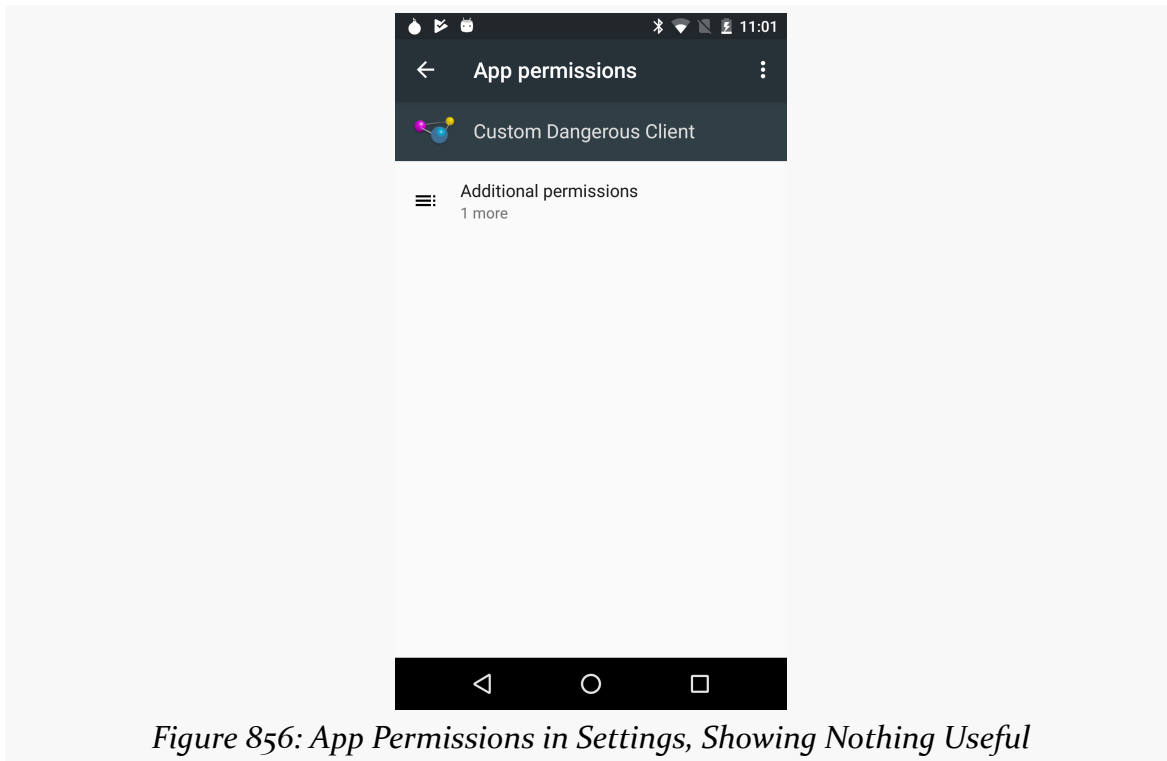 11:01
App permissions
Custom Dangerous Client
Additional permissions
1 more
Figure 856: App Permissions in Settings, Showing Nothing Useful